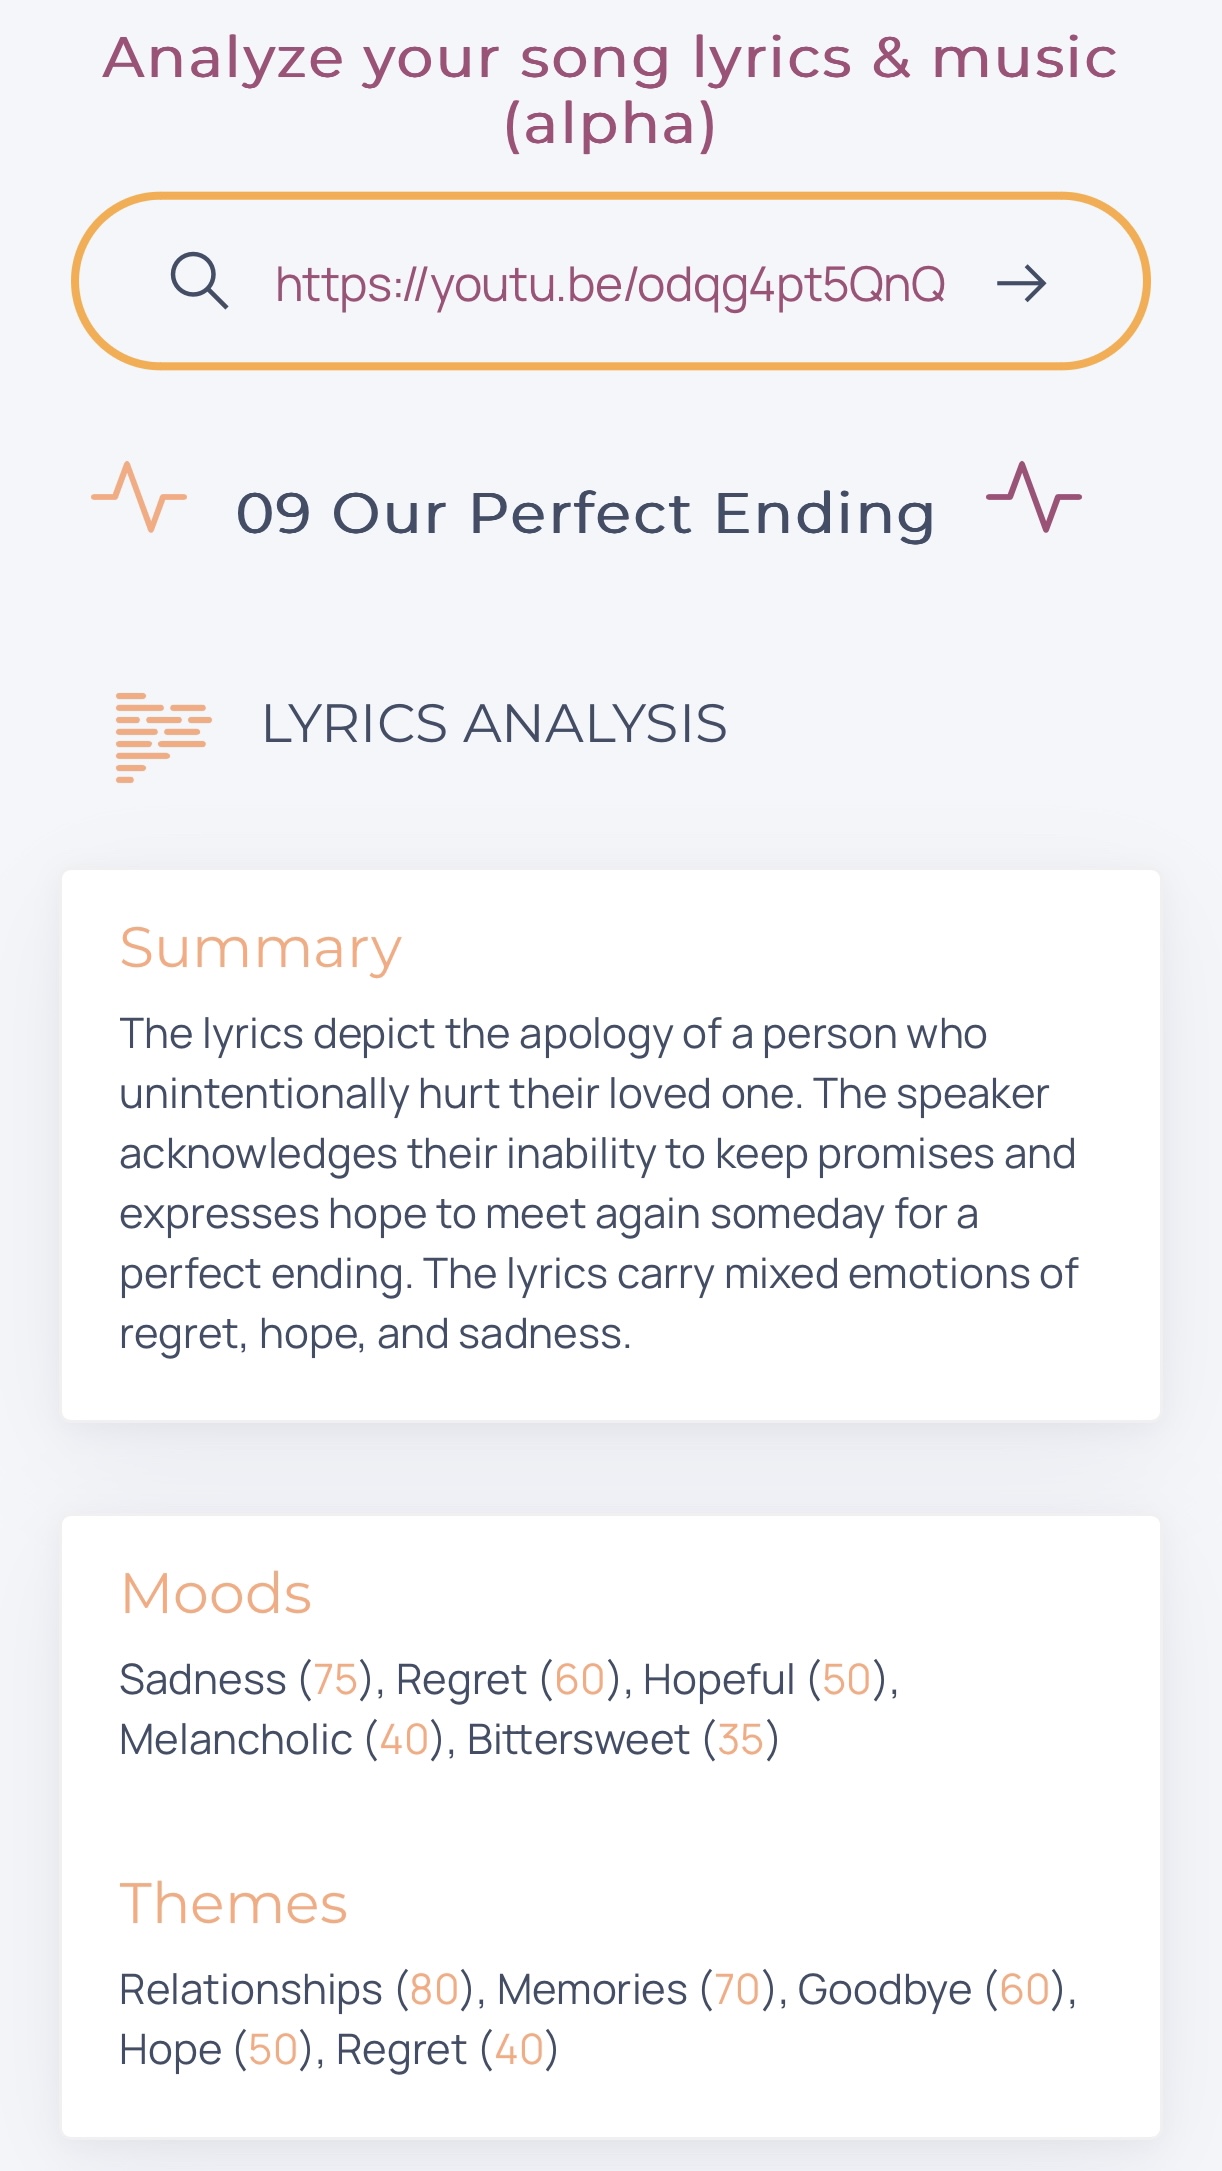 Analyze your song lyrics & music
(alpha)
https://youtu.be/odqg4pt5QnQ
09 Our Perfect Ending
LYRICS ANALYSIS
Summary
The lyrics depict the apology of a person who
unintentionally hurt their loved one. The speaker
acknowledges their inability to keep promises and
expresses hope to meet again someday for a
perfect ending. The lyrics carry mixed emotions of
regret, hope, and sadness.
Moods
Sadness (75), Regret (60), Hopeful (50),
Melancholic (40), Bittersweet (35)
Themes
Relationships (80), Memories (70), Goodbye (60),
Hope (50), Regret (40)